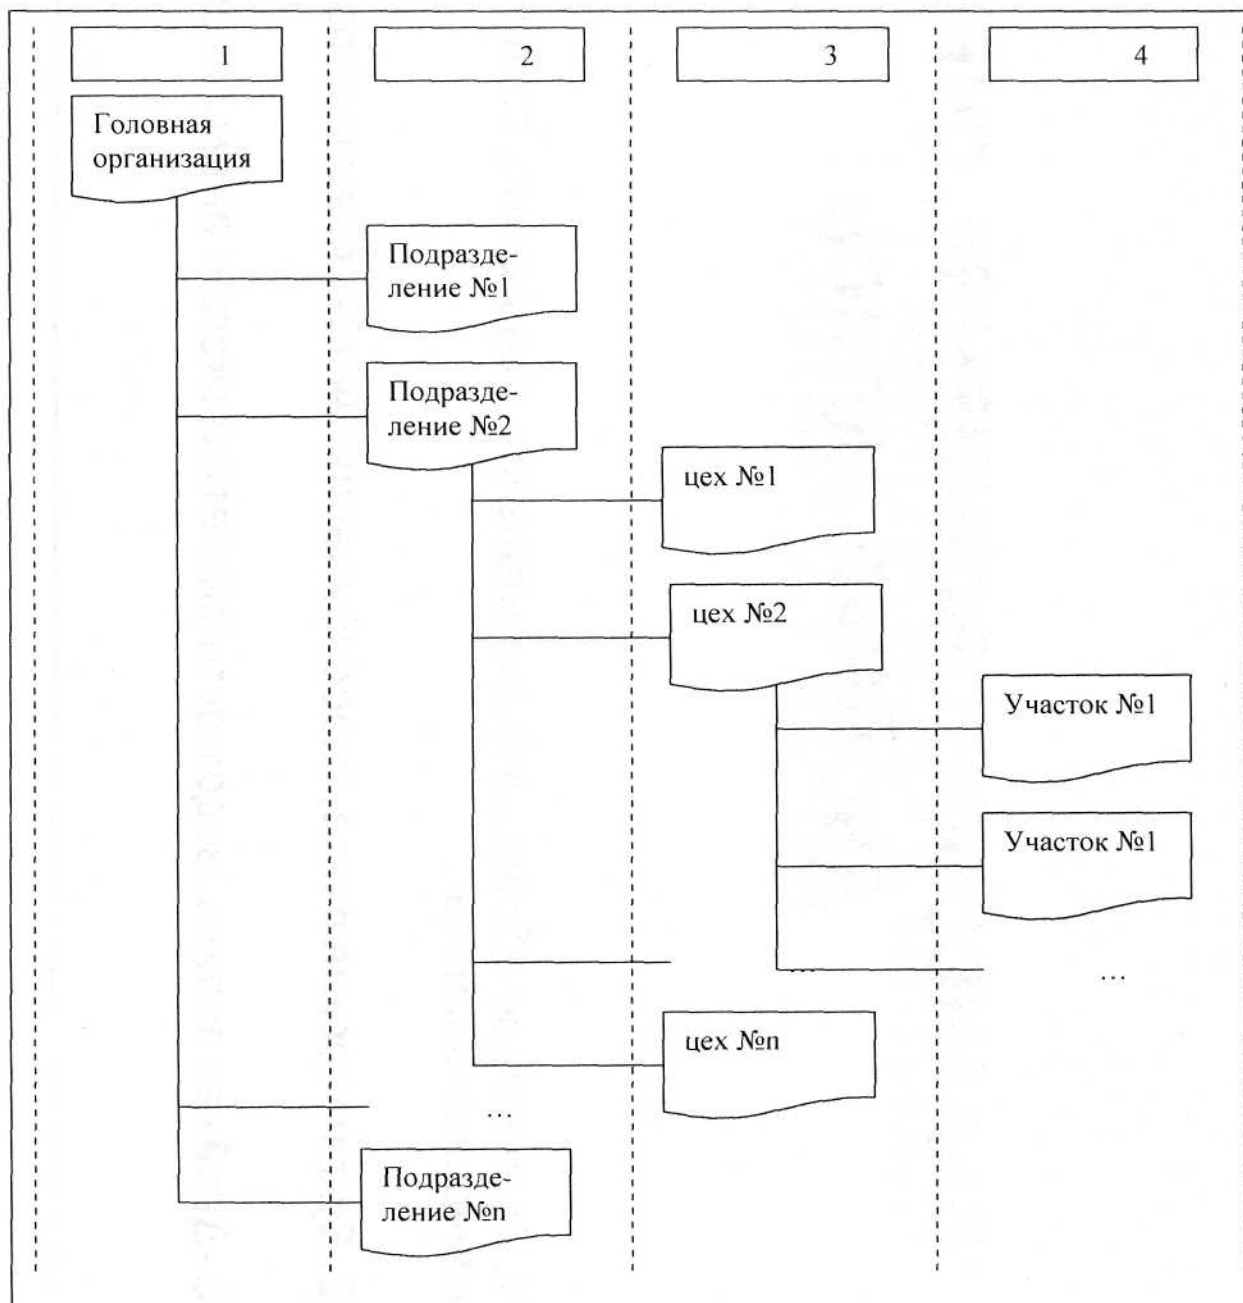 1 2 3 4
Головная
организация
Подразде-
ление №1
Подразде-
ление №2
цех №1
цех №2
Участок №1
Участок №1
...
...
цех №n
...
Подразде-
ление №n